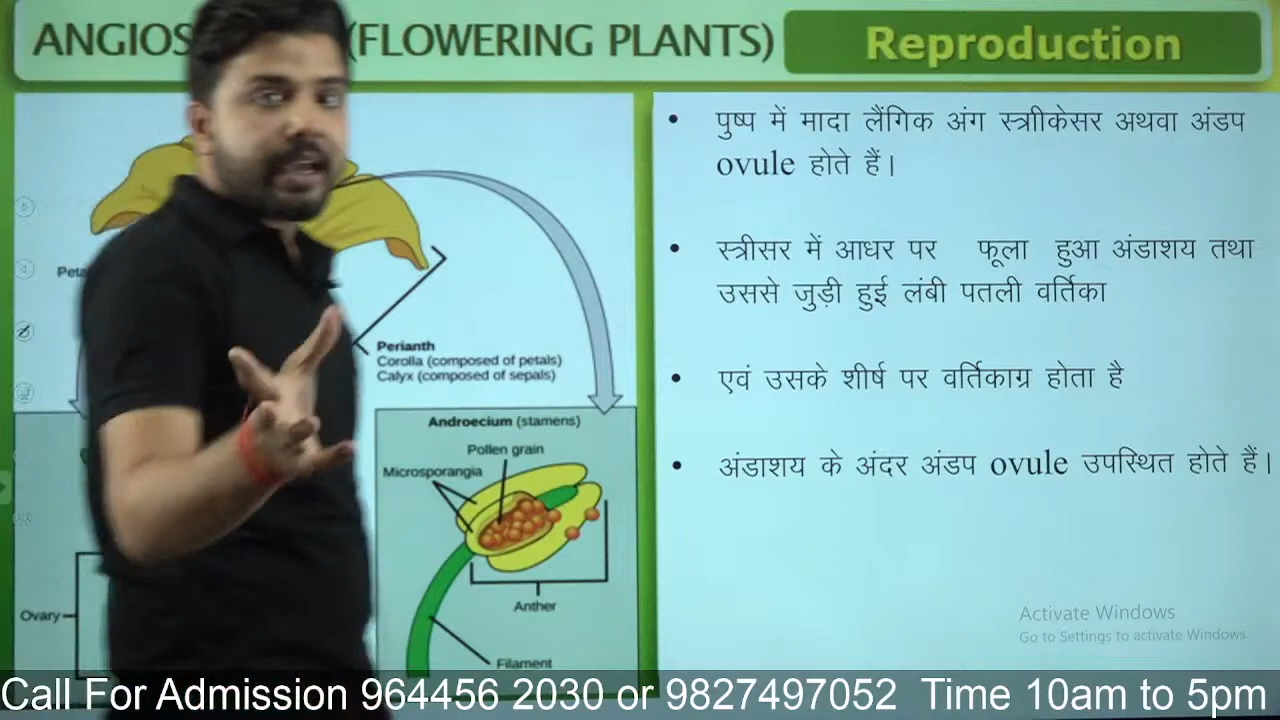 ANGIOS (FLOWERING PLANTS)
Reproduction
Perianth
Corolla (composed of petals)
Calyx (composed of sepals)
Androecium (stamens)
Pollen grain
Microsporangia
Anther
Filament
Ovary
• पुष्प में मादा लैंगिक अंग स्त्राीकेसर अथवा अंडप
ovule होते हैं।
• स्त्रीसर में आधर पर फूला हुआ अंडाशय तथा
उससे जुड़ी हुई लंबी पतली वर्तिका
• एवं उसके शीर्ष पर वर्तिकाग्र होता है
• अंडाशय के अंदर अंडप ovule उपस्थित होते हैं।
Activate Windows
Go to Settings to activate Windows.
Call For Admission 964456 2030 or 9827497052 Time 10am to 5pm